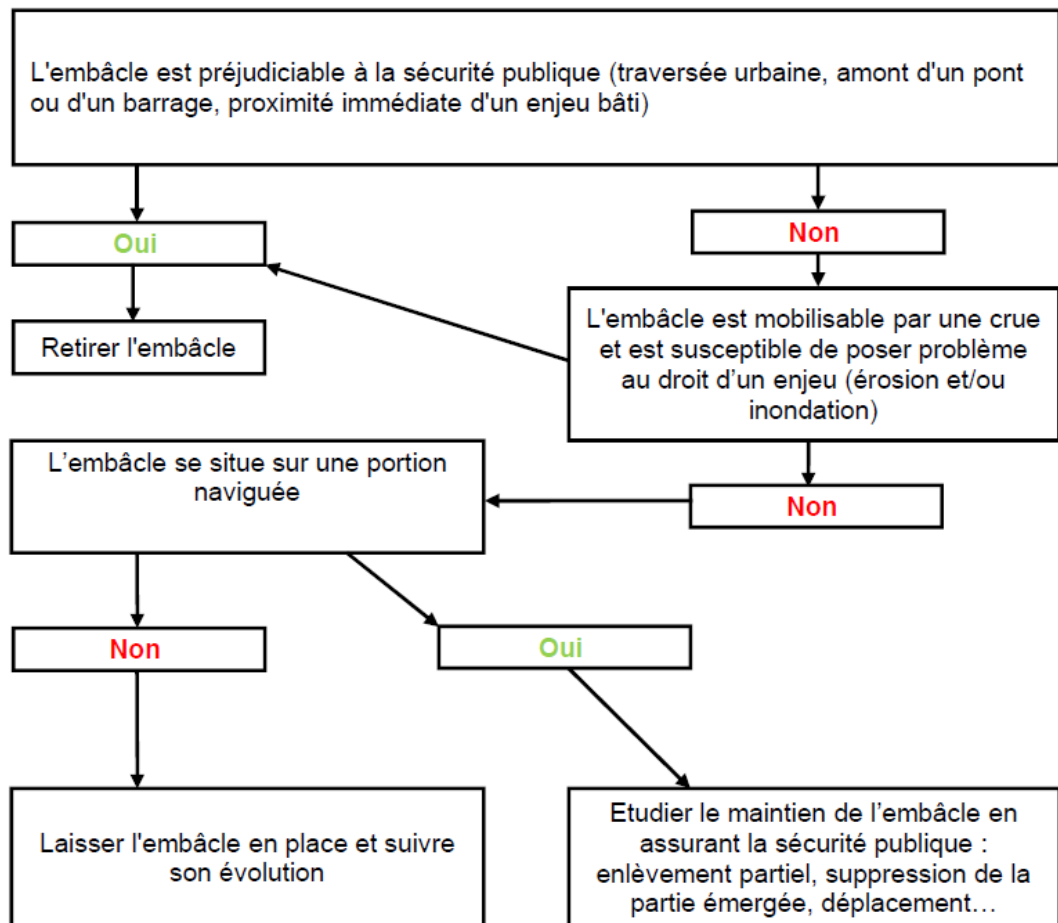 L'embâcle est préjudiciable à la sécurité publique (traversée urbaine, amont d'un pont
ou d'un barrage, proximité immédiate d'un enjeu bâti)
Oui
Non
Retirer l'embâcle
L'embâcle est mobilisable par une crue
et est susceptible de poser problème
au droit d’un enjeu (érosion et/ou
inondation)
L’embâcle se situe sur une portion
naviguée
Non
Non
Oui
Laisser l'embâcle en place et suivre
son évolution
Etudier le maintien de l’embâcle en
assurant la sécurité publique :
enlèvement partiel, suppression de la
partie émergée, déplacement…